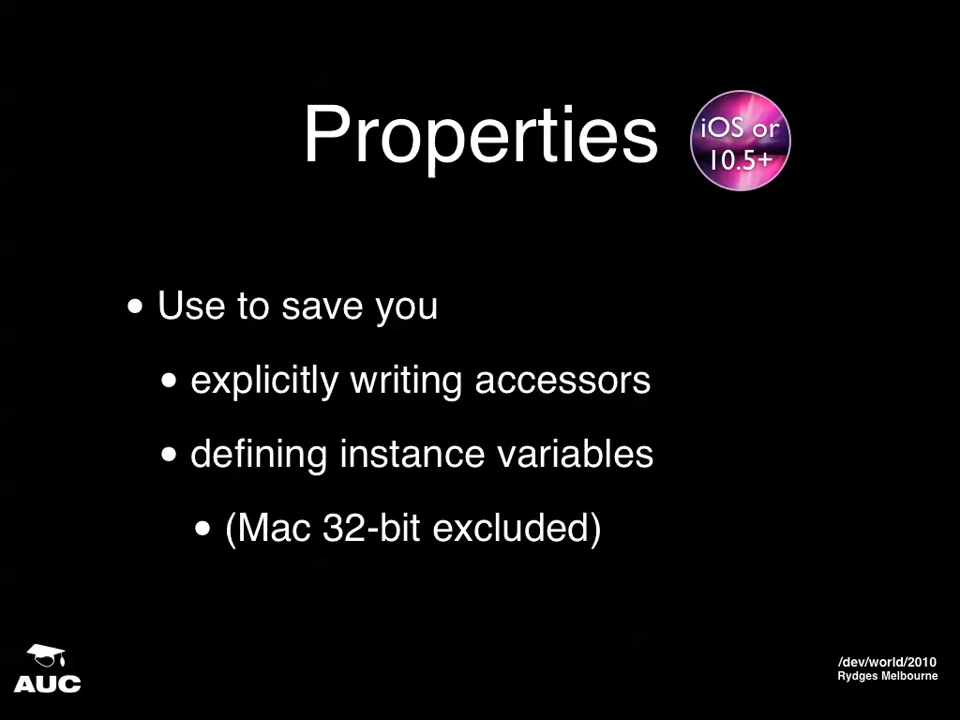 Properties
iOS or
10.5+
• Use to save you
• explicitly writing accessors
• defining instance variables
• (Mac 32-bit excluded)
AUC
/dev/world/2010
Rydges Melbourne